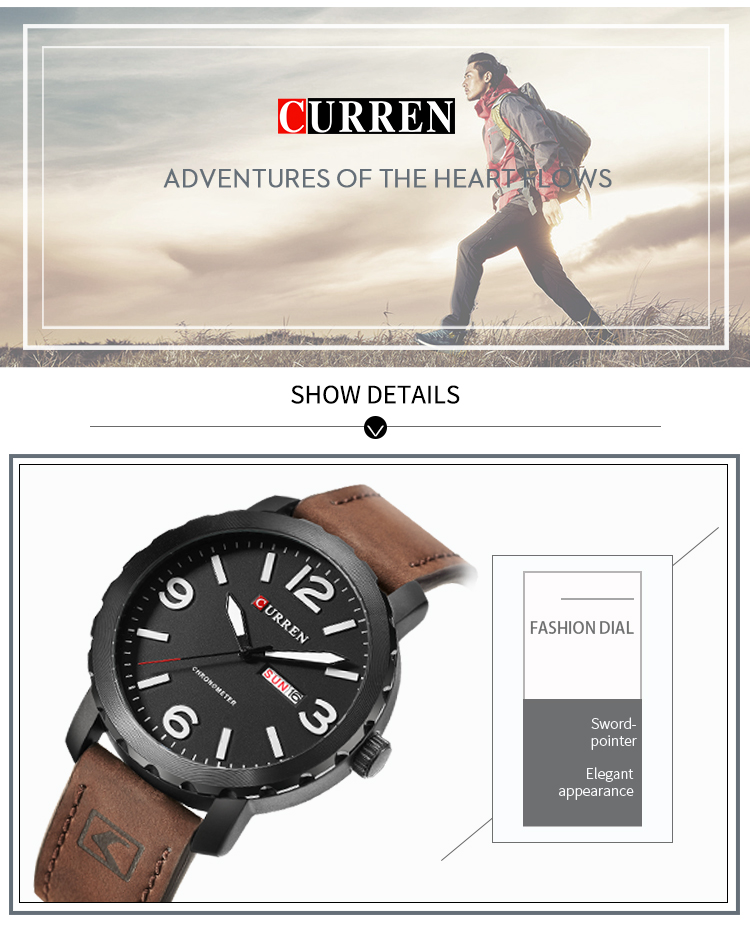 CURREN
ADVENTURES OF THE HEART FLOWS
SHOW DETAILS
12
9
CURREN
SUN 16
CHRONOMETER
3
6
FASHION DIAL
Sword-
pointer
Elegant
appearance